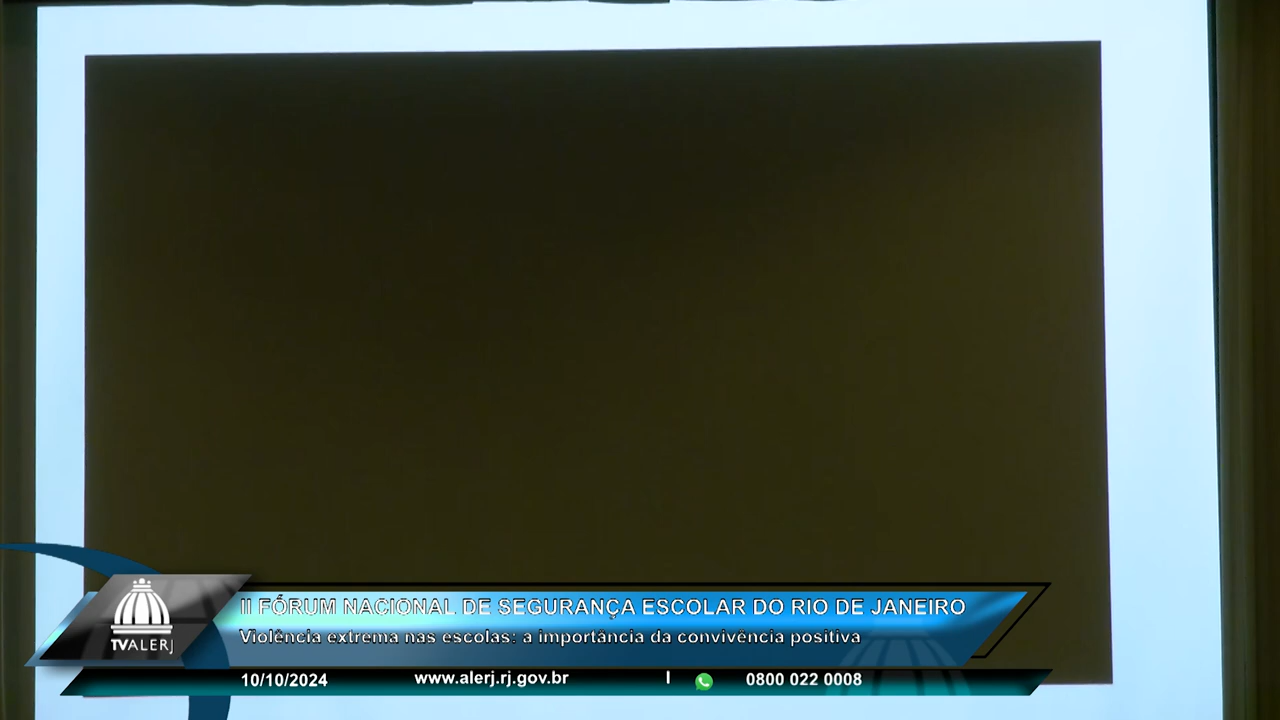 II FÓRUM NACIONAL DE SEGURANÇA ESCOLAR DO RIO DE JANEIRO
Violência extrema nas escolas: a importância da convivência positiva
TVALERJ
10/10/2024 www.alerj.rj.gov.br I 0800 022 0008